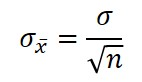 σ_x̄ = σ/√n